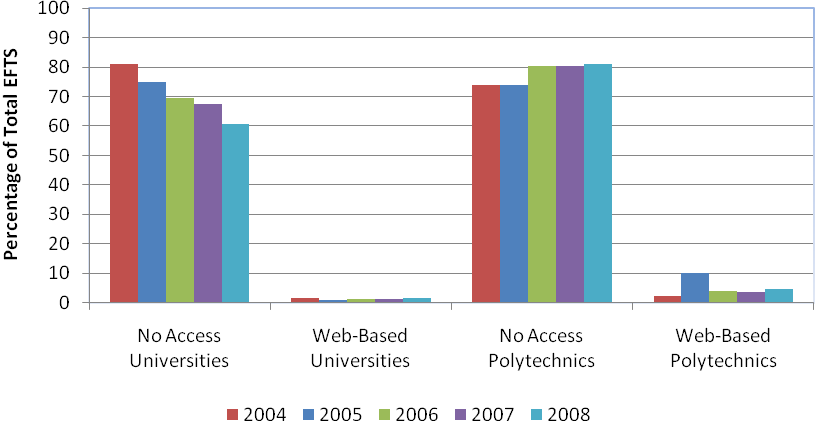 Percentage of Total EFTS
100
90
80
70
60
50
40
30
20
10
0
No Access
Universities
Web-Based
Universities
No Access
Polytechnics
Web-Based
Polytechnics
2004 2005 2006 2007 2008